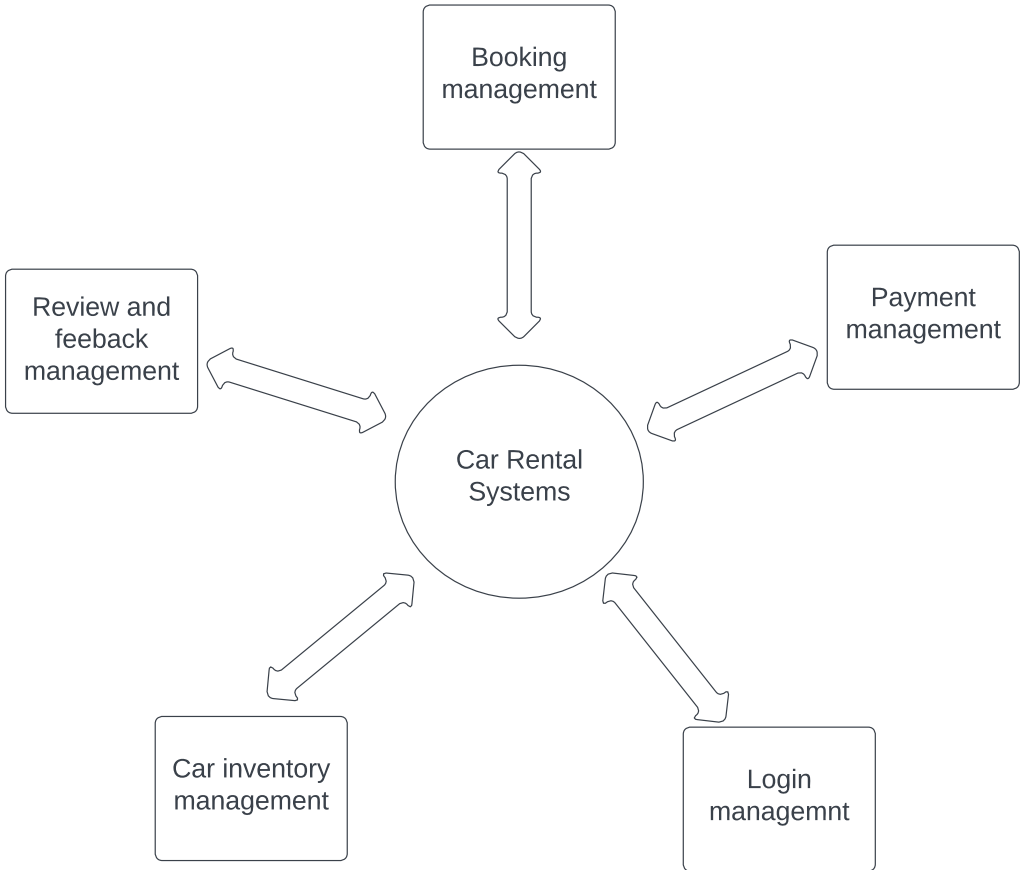 Booking
management
Payment
management
Review and
feeback
management
Car Rental
Systems
Car inventory
management
Login
managemnt